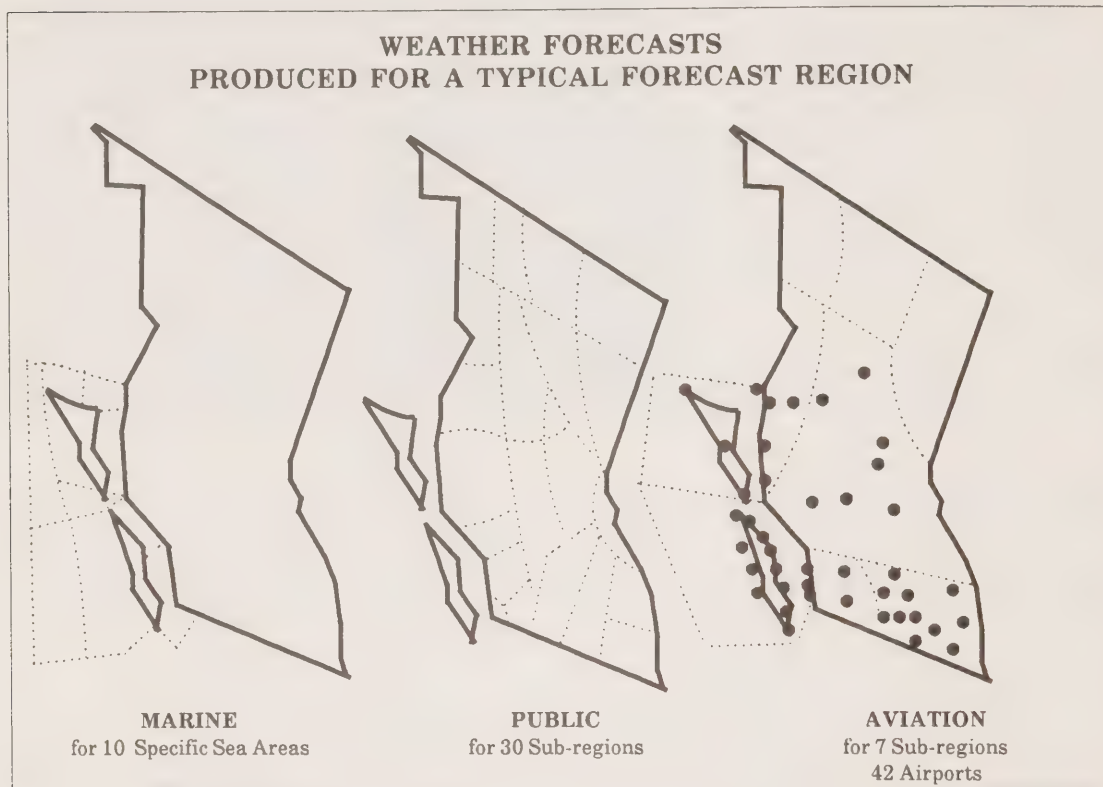 WEATHER FORECASTS
PRODUCED FOR A TYPICAL FORECAST REGION
MARINE
for 10 Specific Sea Areas
PUBLIC
for 30 Sub-regions
AVIATION
for 7 Sub-regions
42 Airports